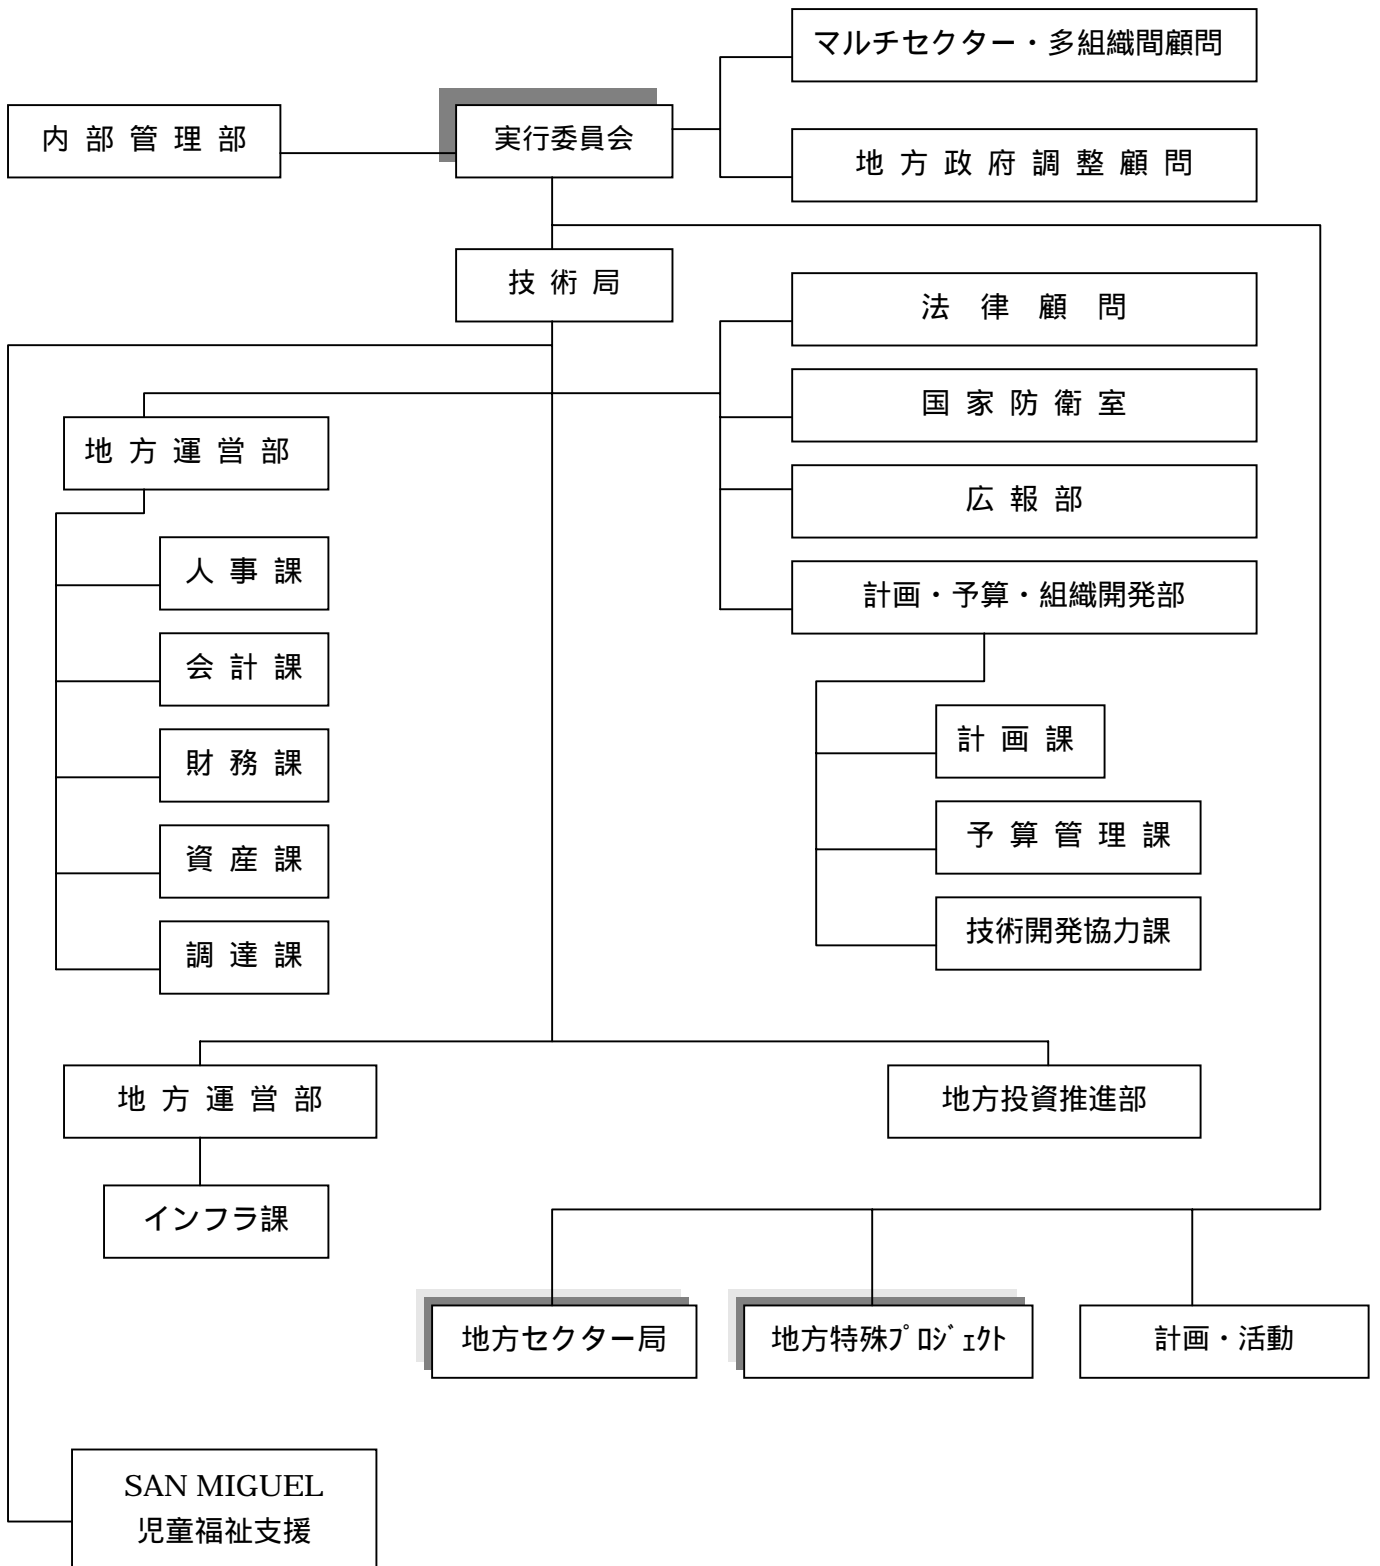 マルチセクター・多組織間顧問
内部管理部
実行委員会
地方政府調整顧問
技術局
法律顧問
国家防衛室
地方運営部
広報部
人事課
計画・予算・組織開発部
会計課
計画課
財務課
予算管理課
資産課
技術開発協力課
調達課
地方運営部
地方投資推進部
インフラ課
地方セクター局
地方特殊ﾌﾟﾛｼﾞｪｸﾄ
計画・活動
SAN MIGUEL
児童福祉支援